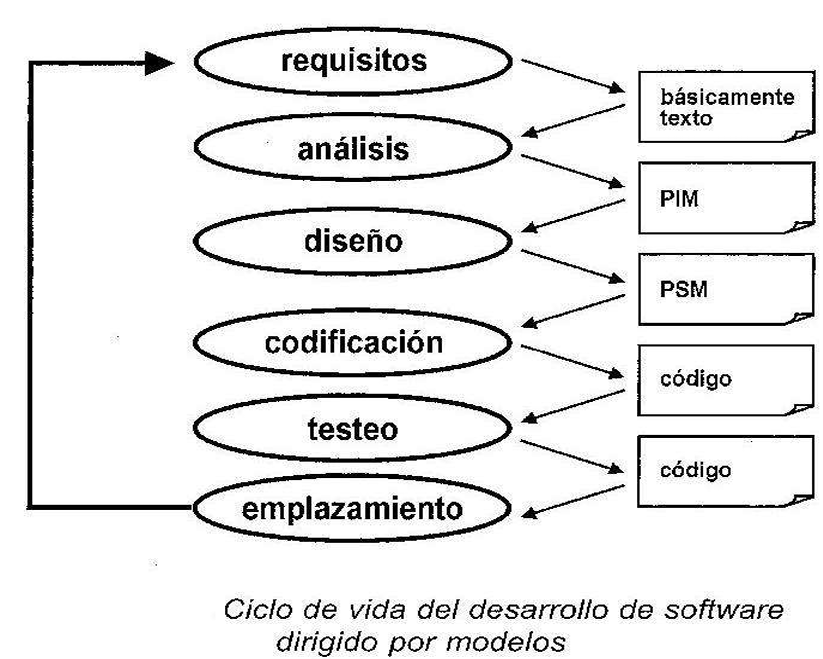 requisitos
básicamente
texto
análisis
PIM
diseño
PSM
codificación
código
testeo
código
emplazamiento
Ciclo de vida del desarrollo de software
dirigido por modelos